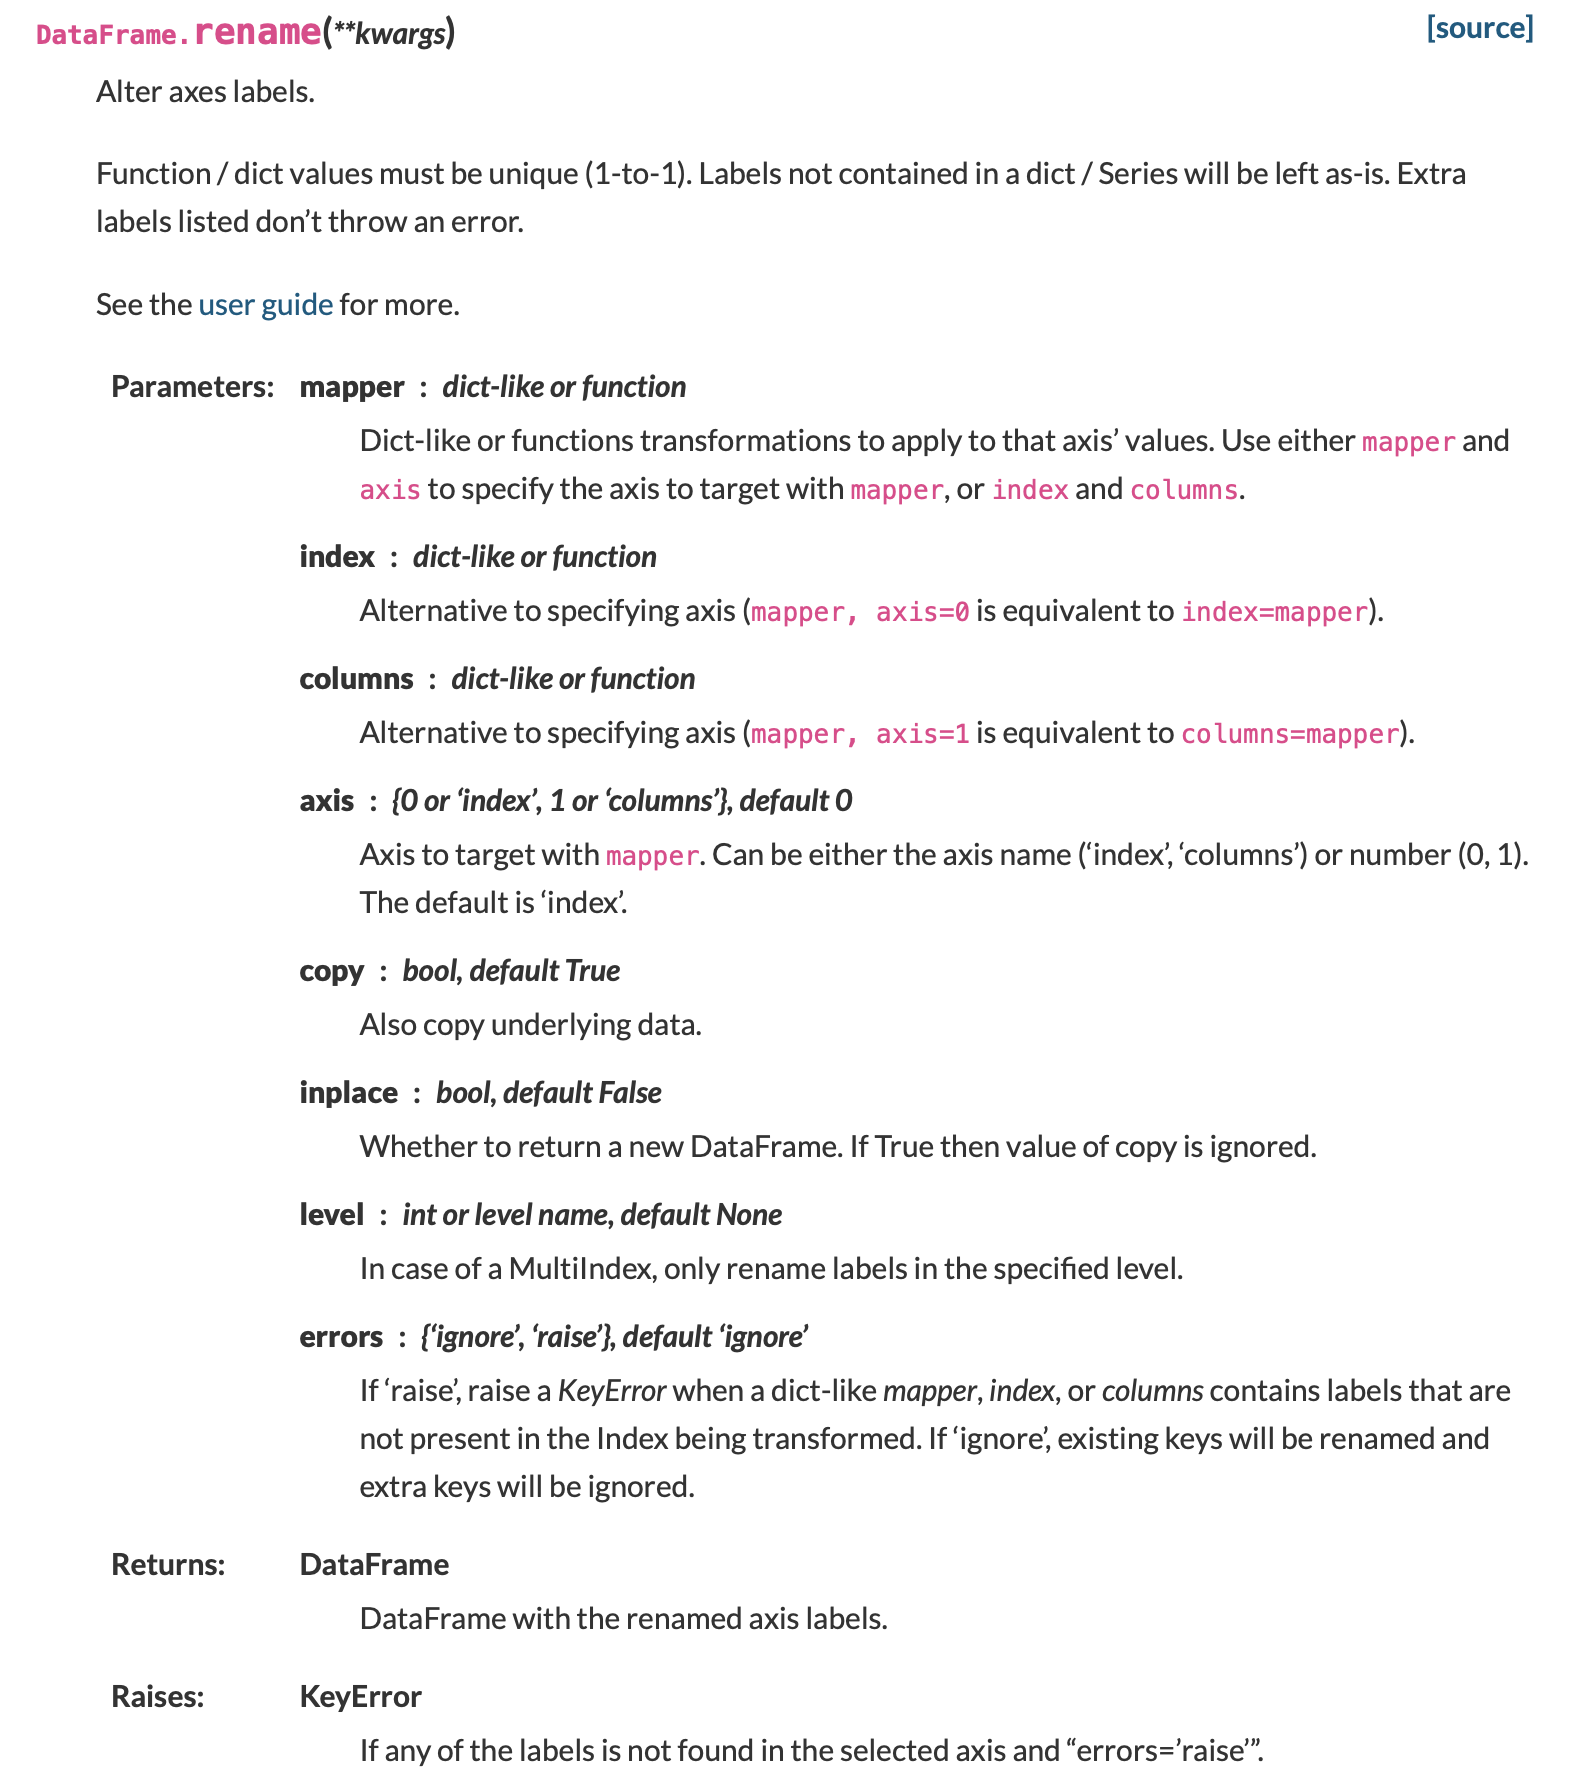 DataFrame.rename(**kwargs) [source]
Alter axes labels.
Function / dict values must be unique (1-to-1). Labels not contained in a dict / Series will be left as-is. Extra
labels listed don’t throw an error.
See the user guide for more.
Parameters: mapper : dict-like or function
Dict-like or functions transformations to apply to that axis’ values. Use either mapper and
axis to specify the axis to target with mapper, or index and columns.
index : dict-like or function
Alternative to specifying axis (mapper, axis=0 is equivalent to index=mapper).
columns : dict-like or function
Alternative to specifying axis (mapper, axis=1 is equivalent to columns=mapper).
axis : {0 or ‘index’, 1 or ‘columns’}, default 0
Axis to target with mapper. Can be either the axis name (‘index’, ‘columns’) or number (0, 1).
The default is ‘index’.
copy : bool, default True
Also copy underlying data.
inplace : bool, default False
Whether to return a new DataFrame. If True then value of copy is ignored.
level : int or level name, default None
In case of a MultiIndex, only rename labels in the specified level.
errors : {‘ignore’, ‘raise’}, default ‘ignore’
If ‘raise’, raise a KeyError when a dict-like mapper, index, or columns contains labels that are
not present in the Index being transformed. If ‘ignore’, existing keys will be renamed and
extra keys will be ignored.
Returns: DataFrame
DataFrame with the renamed axis labels.
Raises: KeyError
If any of the labels is not found in the selected axis and “errors=’raise’”.